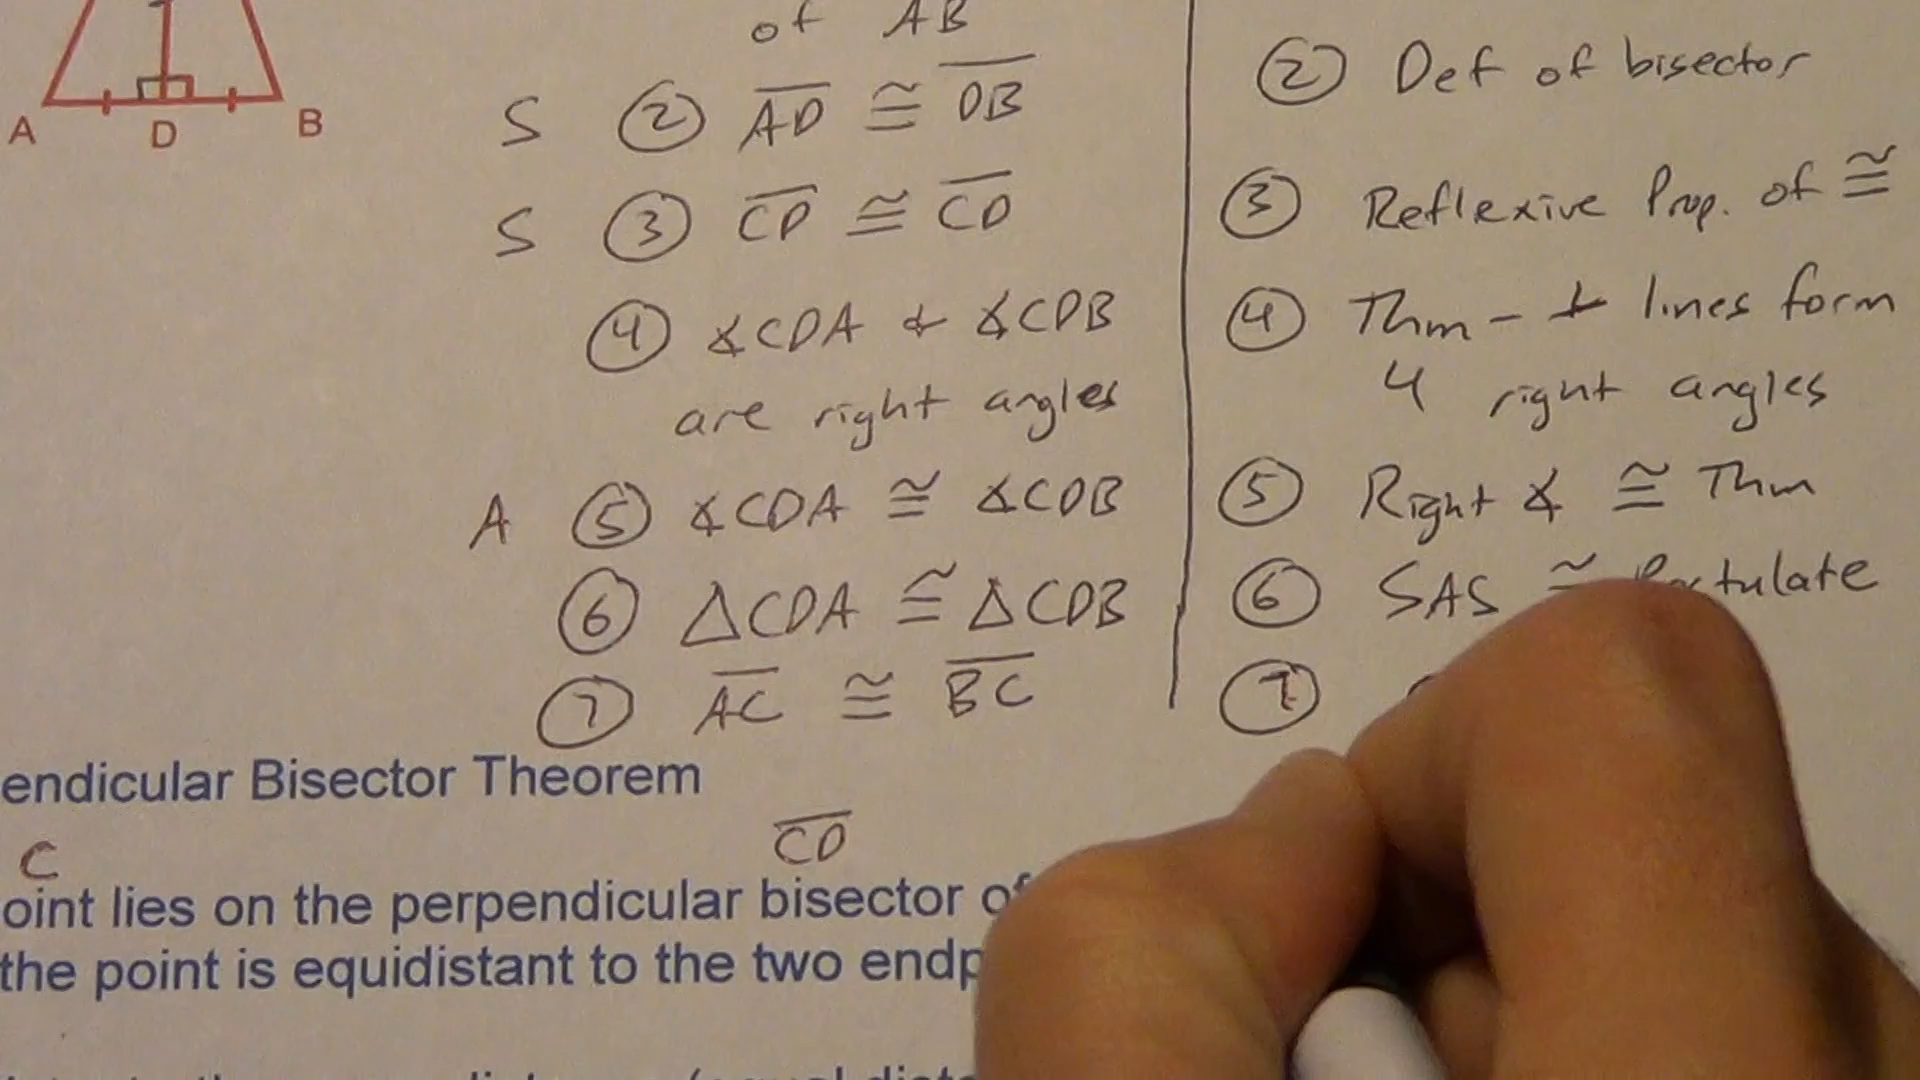 of AB
② Def of bisector
S ② AD ≅ DB
A D B
S ③ CD ≅ CD
③ Reflexive Prop. of ≅
④ ∡CDA & ∡CDB
are right angles
④ Thm - ⊥ lines form
4 right angles
A ⑤ ∡CDA ≅ ∡CDB
⑤ Right ∡ ≅ Thm
⑥ △CDA ≅ △CDB
⑥ SAS ≅ Postulate
⑦ AC ≅ BC
⑦
endicular Bisector Theorem
C CD
oint lies on the perpendicular bisector of
the point is equidistant to the two endp